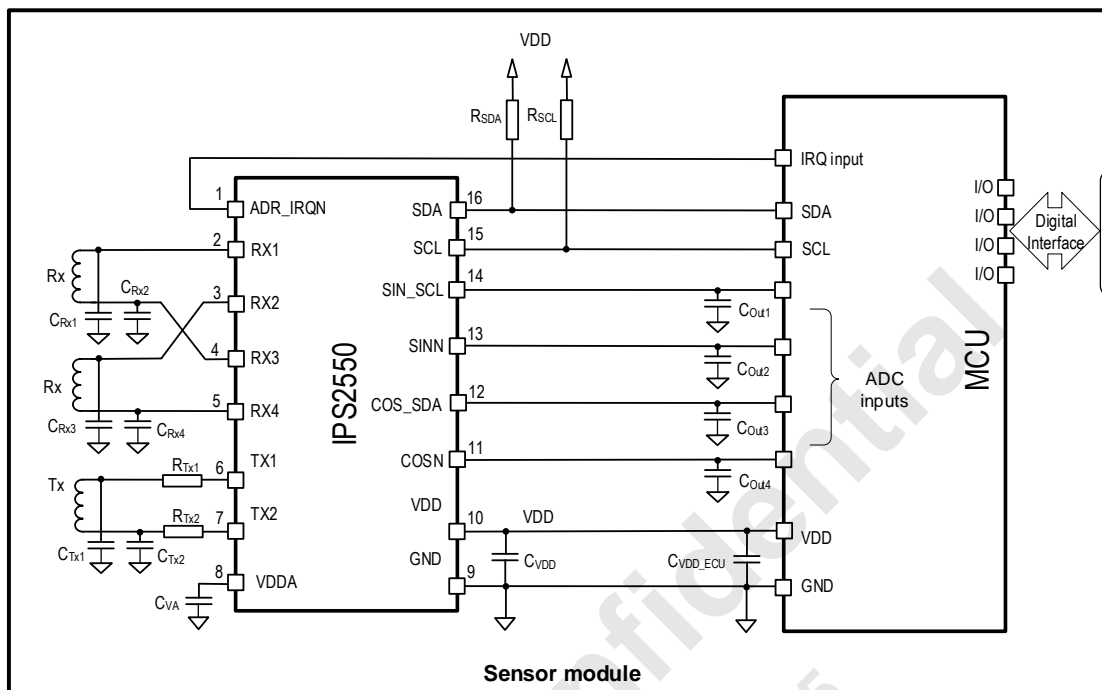 VDD
RSDA
RSCL
IRQ input
1
ADR_IRQN
SDA
16
SDA
I/O
I/O
I/O
I/O
Digital
Interface
2
RX1
SCL
15
SCL
Rx
CRx1
CRx2
3
RX2
SIN_SCL
14
COut1
4
RX3
SINN
13
COut2
ADC
inputs
MCU
Rx
CRx3
CRx4
5
RX4
IPS2550
COS_SDA
12
COut3
COSN
11
COut4
Tx
RTx1
6
TX1
RTx2
7
TX2
CTx1
CTx2
VDD
10
VDD
VDD
CVDD
CVDD_ECU
GND
9
GND
8
VDDA
CVA
Sensor module
nfidential
5